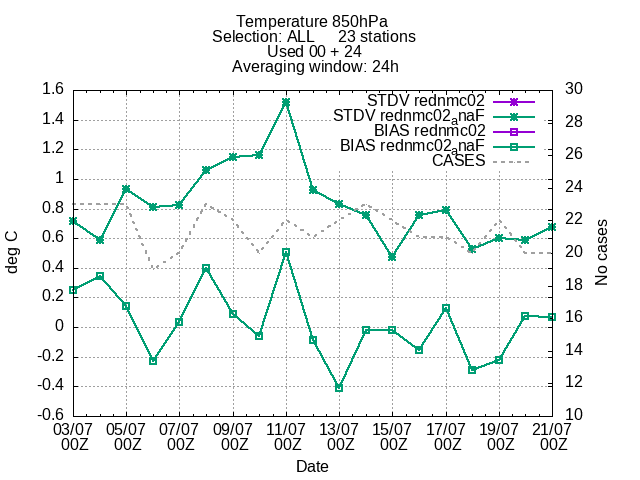 Temperature 850hPa
Selection: ALL 23 stations
Used 00 + 24
Averaging window: 24h
STDV rednmc02
STDV rednmc02anaF
BIAS rednmc02
BIAS rednmc02anaF
CASES
1.6
1.4
1.2
1
0.8
0.6
0.4
0.2
0
-0.2
-0.4
-0.6
deg C
30
28
26
24
22
20
18
16
14
12
10
No cases
03/07 05/07 07/07 09/07 11/07 13/07 15/07 17/07 19/07 21/07
00Z 00Z 00Z 00Z 00Z 00Z 00Z 00Z 00Z 00Z
Date